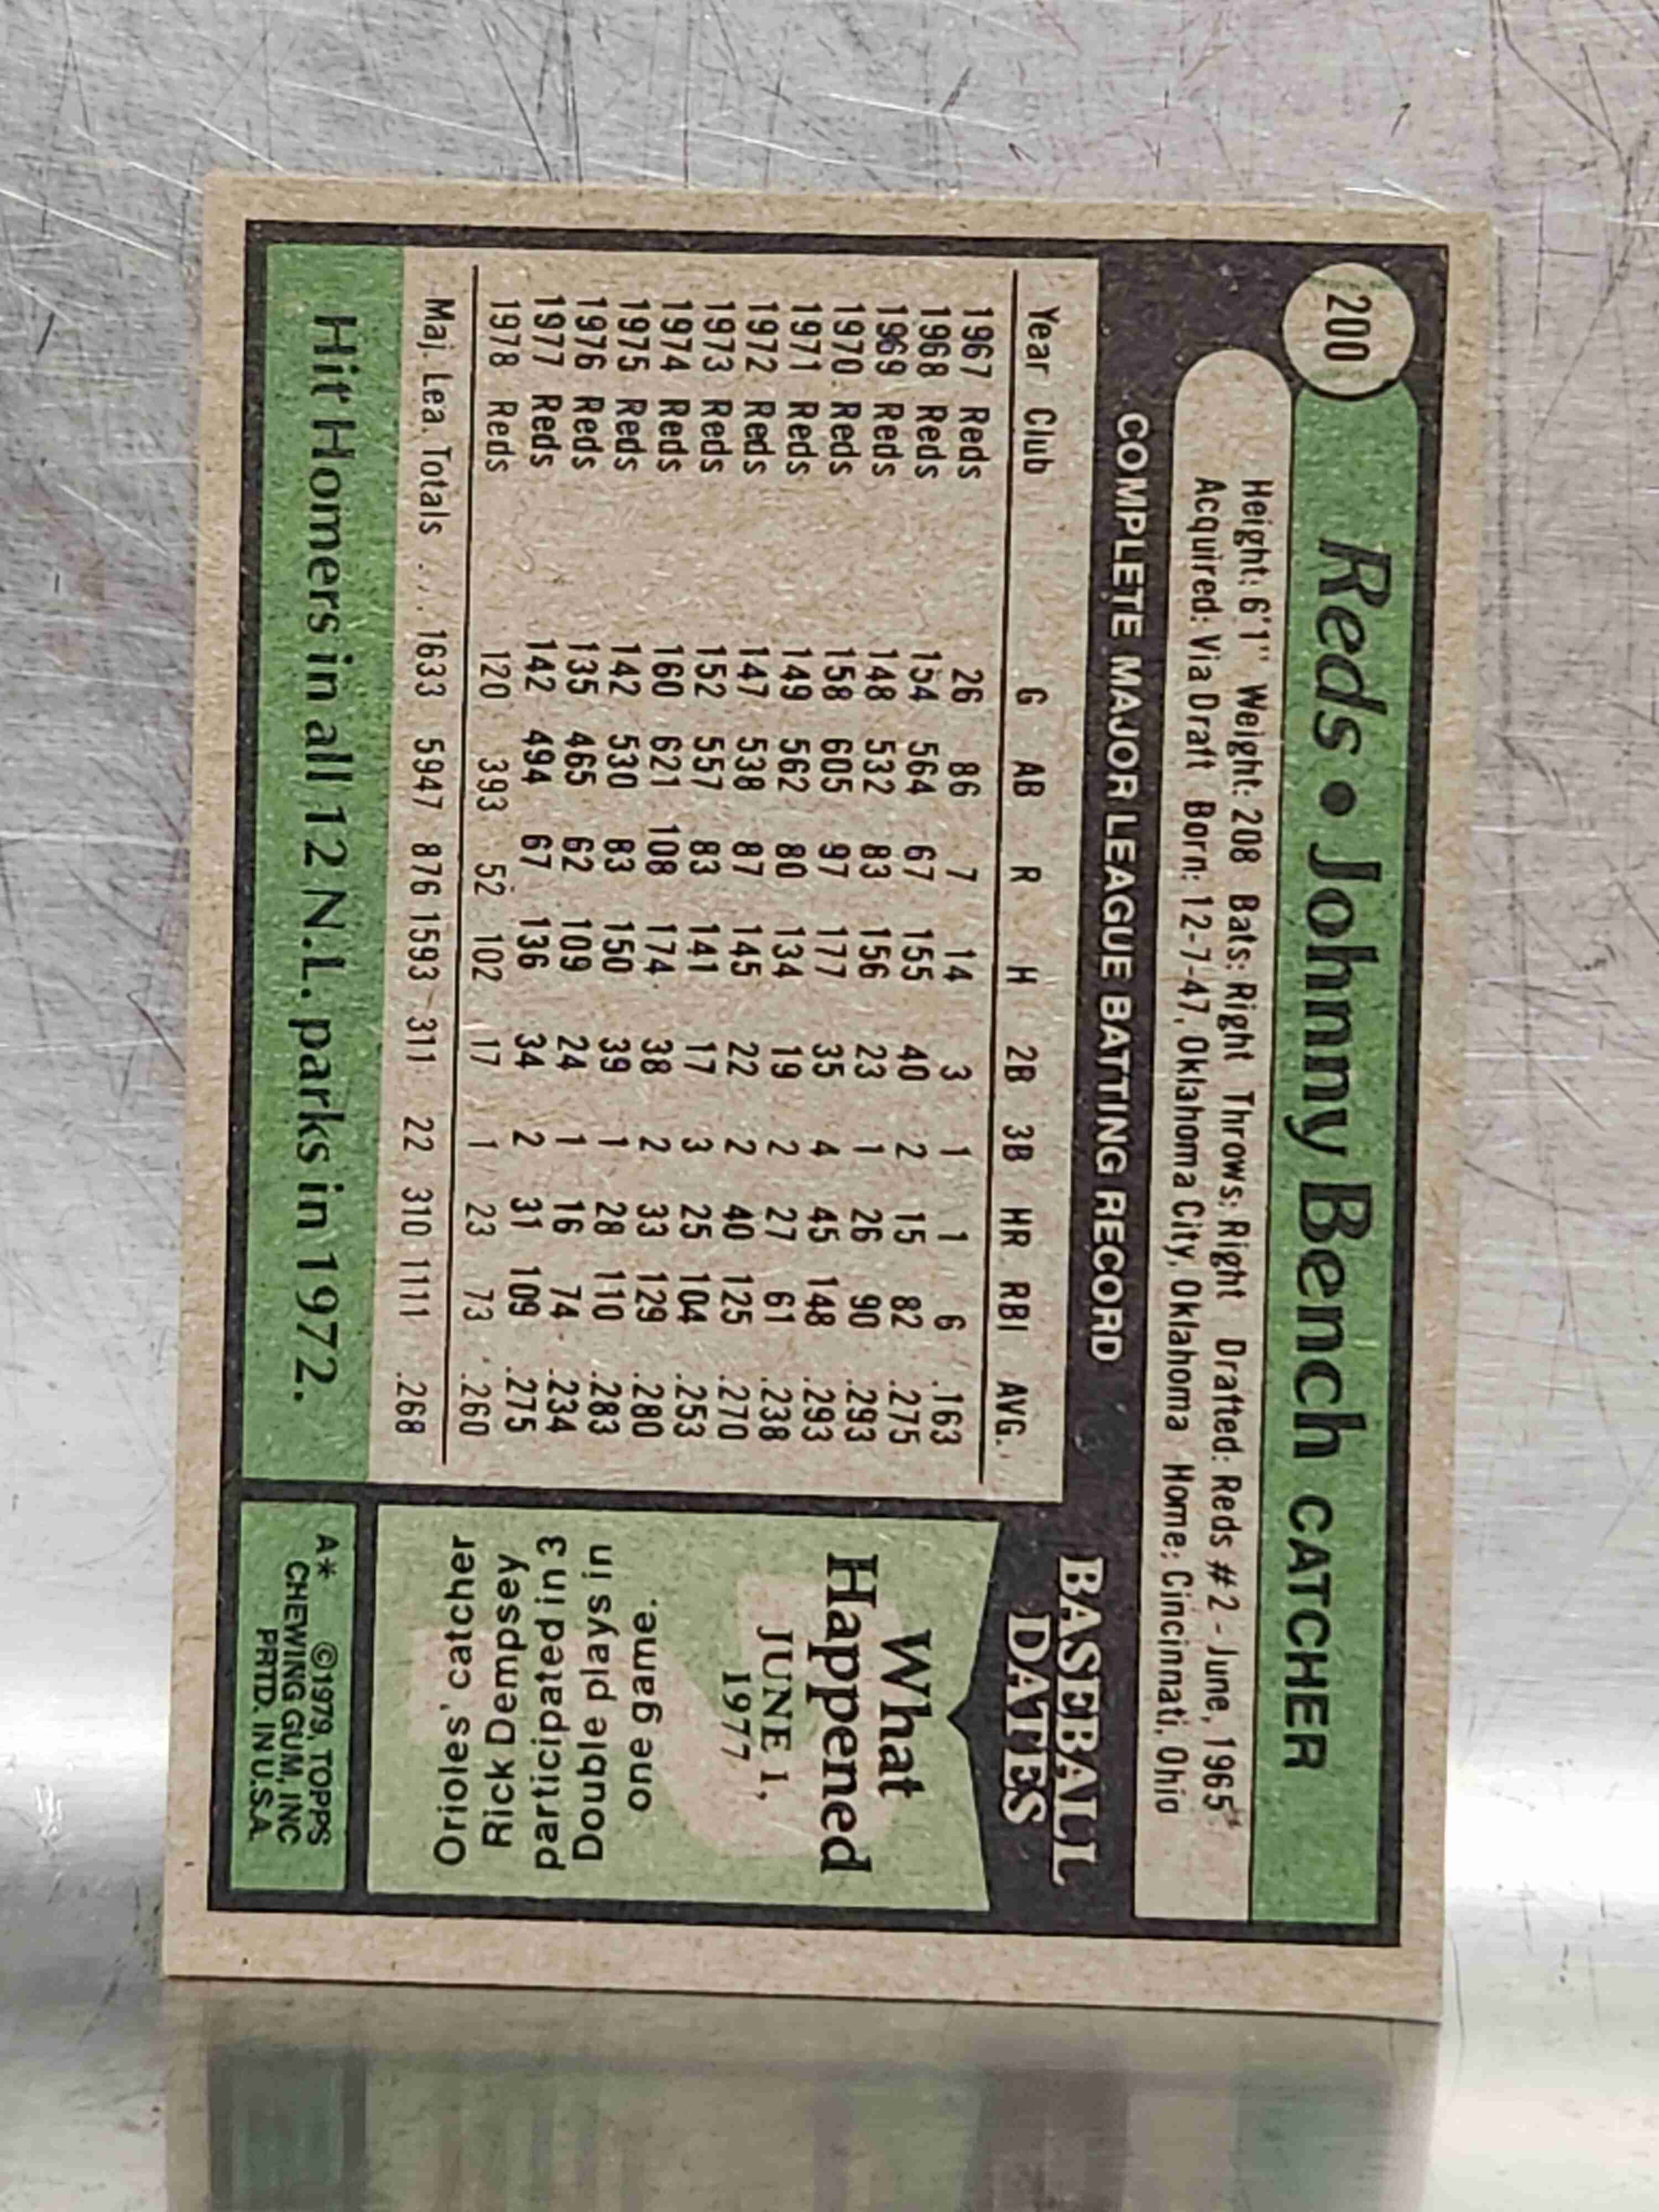 200
Reds • Johnny Bench CATCHER
Height: 6'1" Weight: 208 Bats: Right Throws: Right Drafted: Reds #2 - June, 1965
Acquired: Via Draft Born: 12-7-47, Oklahoma City, Oklahoma Home: Cincinnati, Ohio
COMPLETE MAJOR LEAGUE BATTING RECORD
Year Club G AB R H 2B 3B HR RBI AVG.
1967 Reds 26 86 7 14 3 1 1 6 .163
1968 Reds 154 564 67 155 40 2 15 82 .275
1969 Reds 148 532 83 156 23 1 26 90 .293
1970 Reds 158 605 97 177 35 4 45 148 .293
1971 Reds 149 562 80 134 19 2 27 61 .238
1972 Reds 147 538 87 145 22 2 40 125 .270
1973 Reds 152 557 83 141 17 3 25 104 .253
1974 Reds 160 621 108 174 38 2 33 129 .280
1975 Reds 142 530 83 150 39 1 28 110 .283
1976 Reds 135 465 62 109 24 1 16 74 .234
1977 Reds 142 494 67 136 34 2 31 109 .275
1978 Reds 120 393 52 102 17 1 23 73 .260
Maj. Lea. Totals . . . 1633 5947 876 1593 311 22 310 1111 .268
Hit Homers in all 12 N.L. parks in 1972.
BASEBALL
DATES
What
Happened
JUNE 1,
1977
Orioles' catcher
Rick Dempsey
participated in 3
Double plays in
one game.
A* ©1979, TOPPS
CHEWING GUM, INC
PRTD. IN U.S.A.